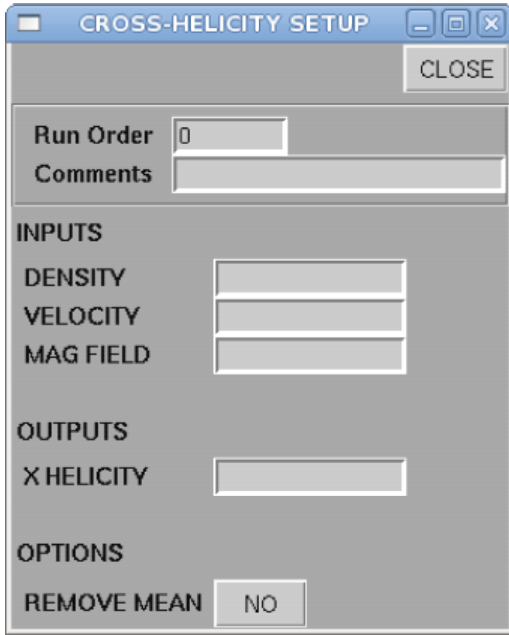 CROSS-HELICITY SETUP
CLOSE
Run Order 0
Comments
INPUTS
DENSITY
VELOCITY
MAG FIELD
OUTPUTS
X HELICITY
OPTIONS
REMOVE MEAN NO